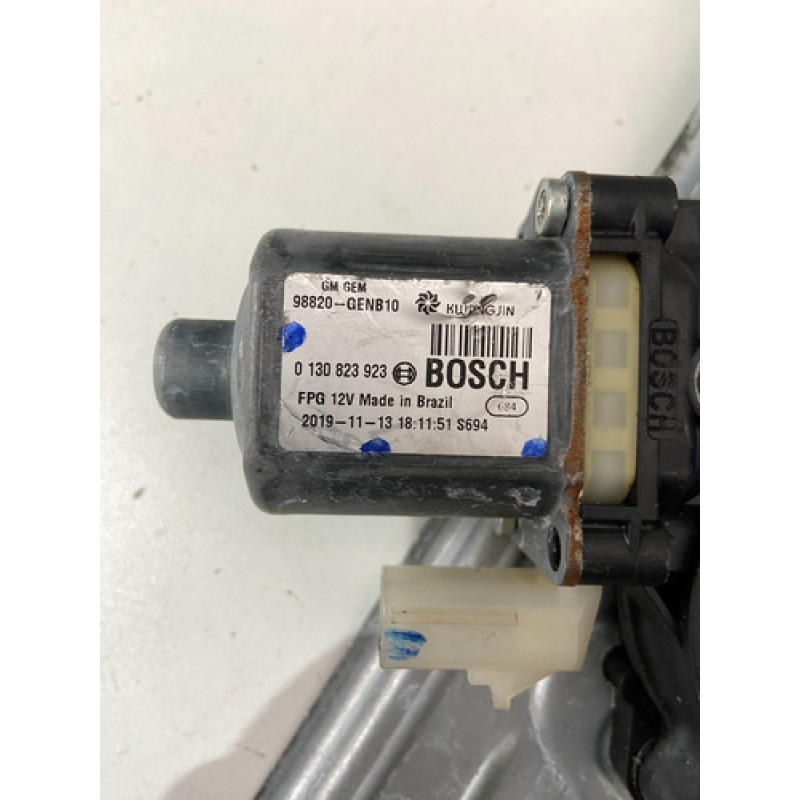 GM GEM
98820-GENB10 KWANGJIN
0 130 823 923 BOSCH
FPG 12V Made in Brazil 684
2019-11-13 18:11:51 S694
BOSCH